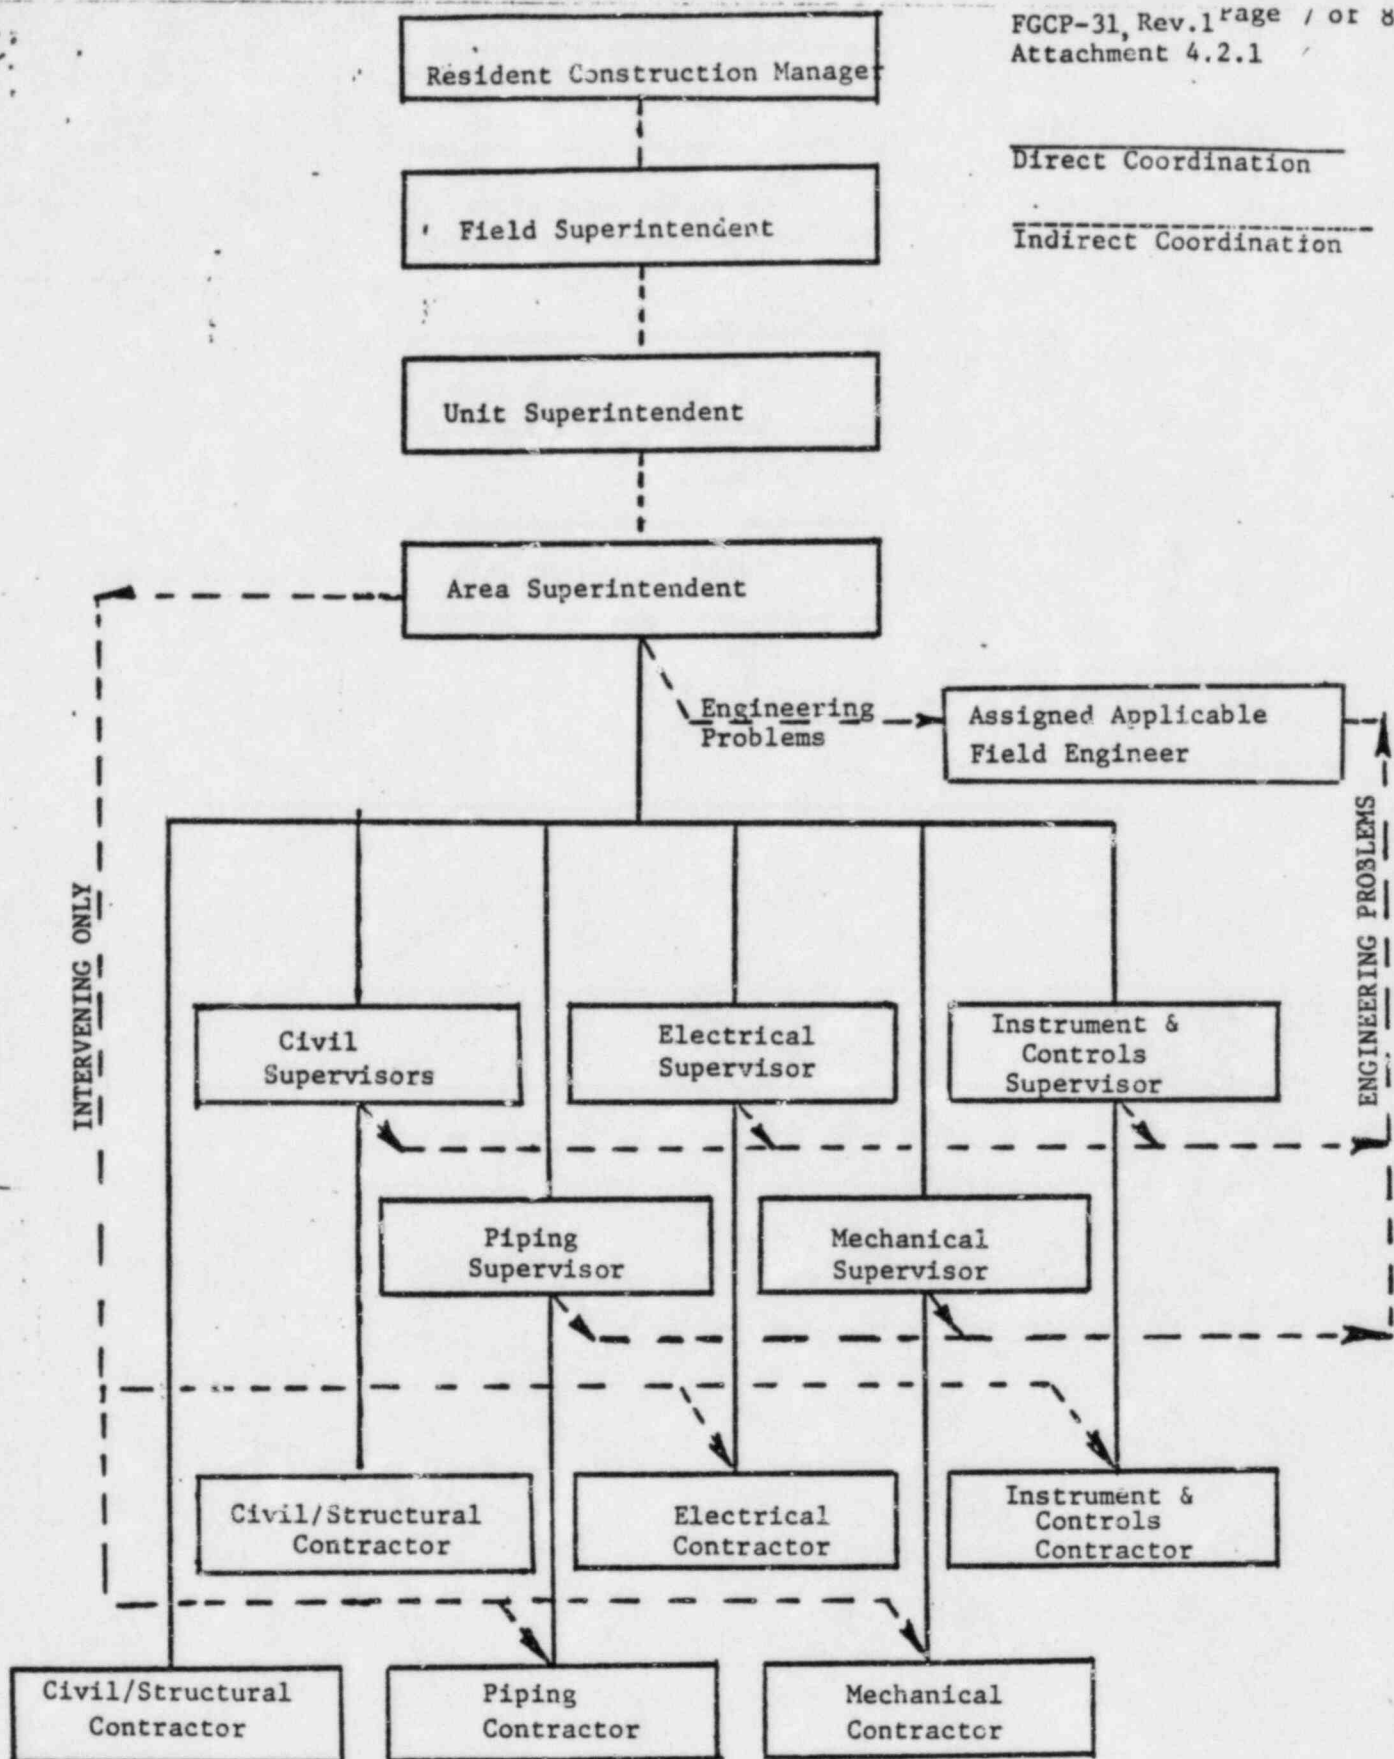 FGCP-31, Rev.1 Page 7 of 8
Attachment 4.2.1
Direct Coordination
Indirect Coordination
Resident Construction Manager
Field Superintendent
Unit Superintendent
Area Superintendent
Engineering
Problems
Assigned Applicable
Field Engineer
INTERVENING ONLY
ENGINEERING PROBLEMS
Civil
Supervisors
Electrical
Supervisor
Instrument &
Controls
Supervisor
Piping
Supervisor
Mechanical
Supervisor
Civil/Structural
Contractor
Electrical
Contractor
Instrument &
Controls
Contractor
Civil/Structural
Contractor
Piping
Contractor
Mechanical
Contractor